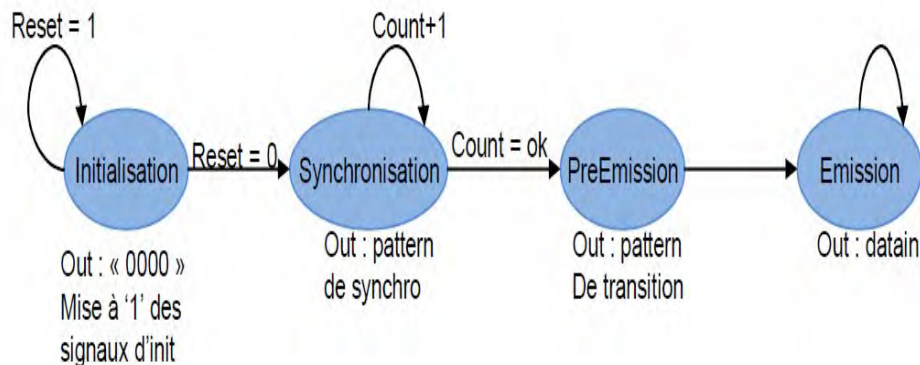 Reset = 1
Count+1
Initialisation
Reset = 0
Synchronisation
Count = ok
PreEmission
Emission
Out : « 0000 »
Mise à ‘1’ des
signaux d’init
Out : pattern
de synchro
Out : pattern
De transition
Out : datain